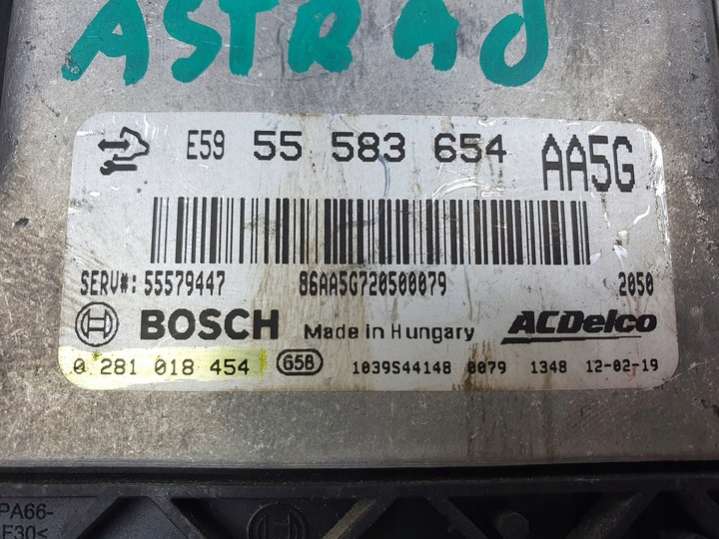 ASTRA J
E59 55 583 654 AA5G
SERV#: 55579447 86AA5G720500079 2050
BOSCH Made in Hungary ACDelco
0 281 018 454 G5B 1039S44148 0079 1348 12-02-19
PA66-
F30<